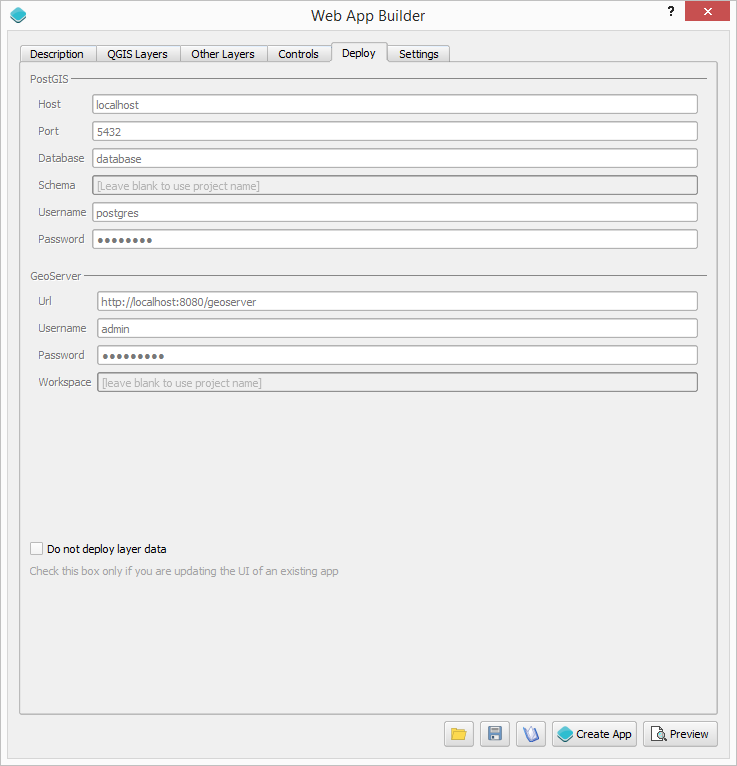 Web App Builder
?
Description QGIS Layers Other Layers Controls Deploy Settings
PostGIS
Host localhost
Port 5432
Database database
Schema [Leave blank to use project name]
Username postgres
Password ●●●●●●●●
GeoServer
Url http://localhost:8080/geoserver
Username admin
Password ●●●●●●●●●
Workspace [leave blank to use project name]
Do not deploy layer data
Check this box only if you are updating the UI of an existing app
Create App Preview